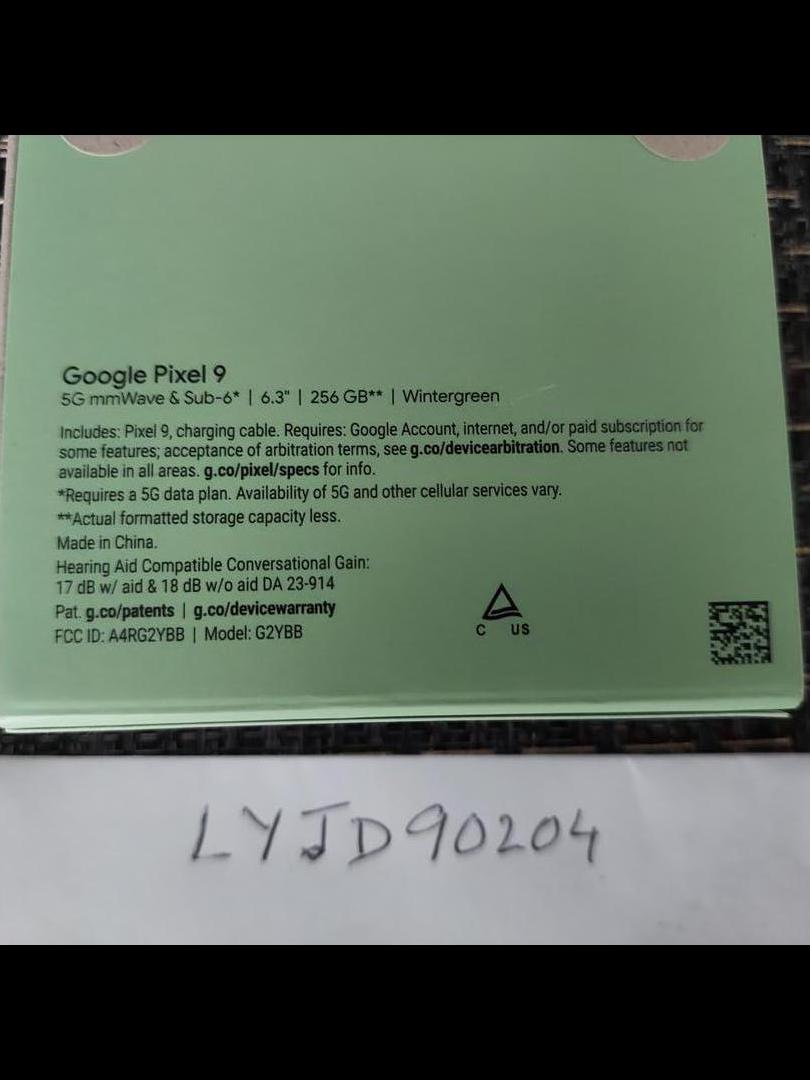 Google Pixel 9
5G mmWave & Sub-6* | 6.3" | 256 GB** | Wintergreen
Includes: Pixel 9, charging cable. Requires: Google Account, internet, and/or paid subscription for
some features; acceptance of arbitration terms, see g.co/devicearbitration. Some features not
available in all areas. g.co/pixel/specs for info.
*Requires a 5G data plan. Availability of 5G and other cellular services vary.
**Actual formatted storage capacity less.
Made in China.
Hearing Aid Compatible Conversational Gain:
17 dB w/ aid & 18 dB w/o aid DA 23-914
Pat. g.co/patents | g.co/devicewarranty
FCC ID: A4RG2YBB | Model: G2YBB
C US
LYJD90204